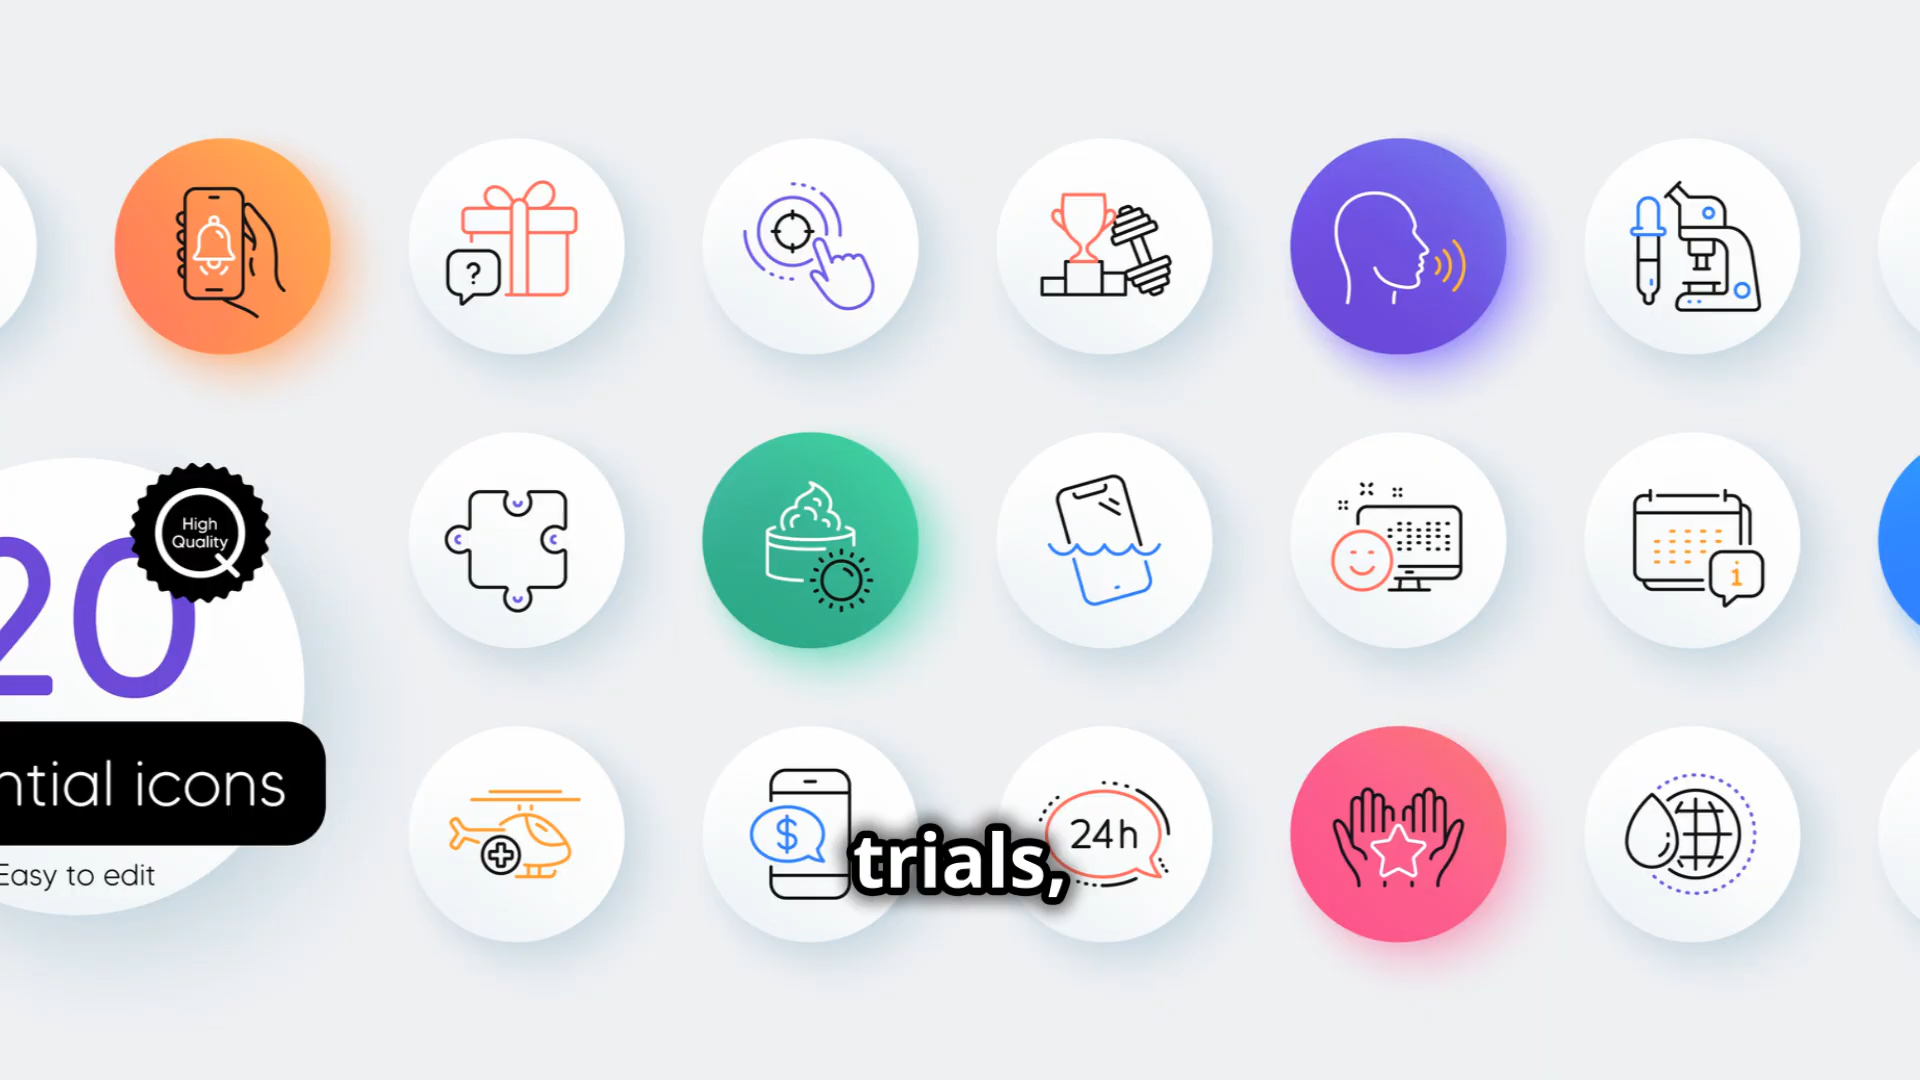 ?
High
Quality
20
ntial icons
Easy to edit
i
$
24h
trials,